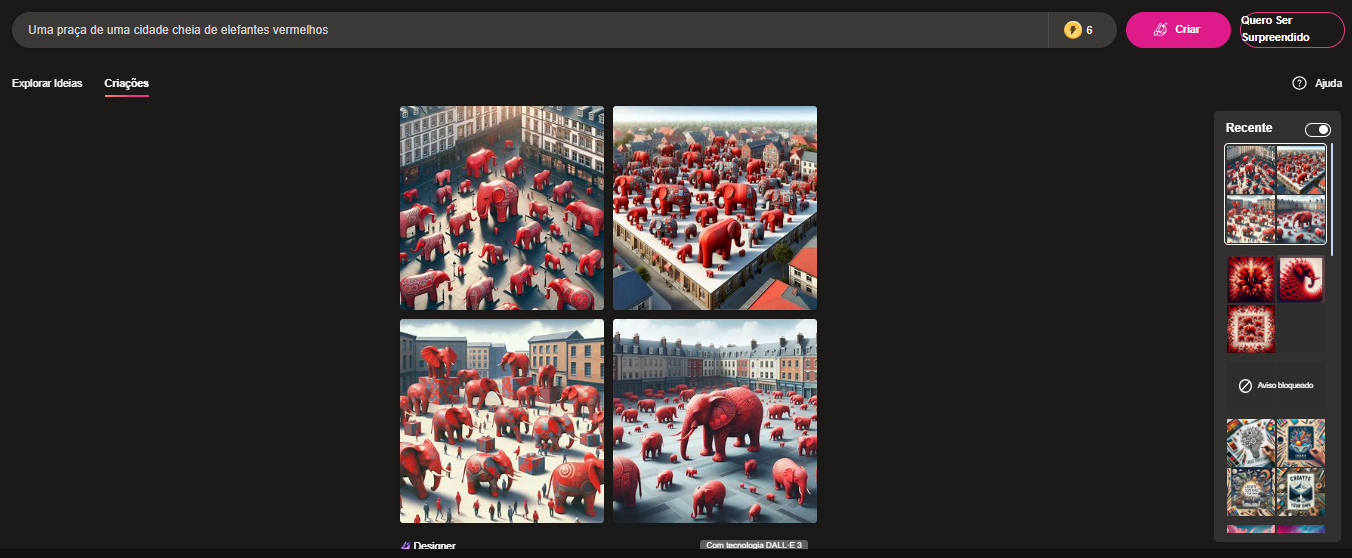 Uma praça de uma cidade cheia de elefantes vermelhos
6
Criar
Quero Ser
Surpreendido
Explorar Ideias
Criações
Ajuda
Recente
Aviso bloqueado
CREATTE
Designer
Com tecnologia DALL·E 3